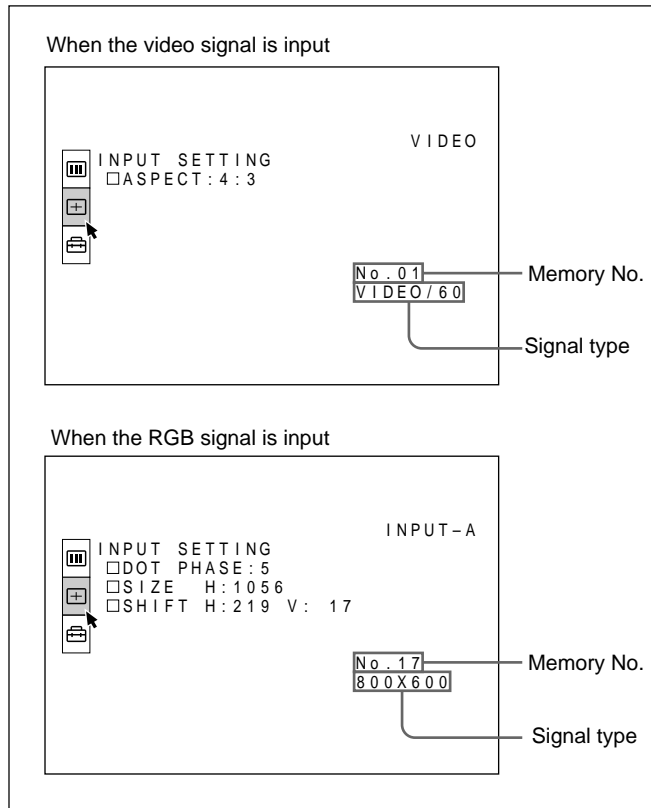 When the video signal is input
VIDEO
INPUT SETTING
□ASPECT:4:3
No.01
Memory No.
VIDEO/60
Signal type
When the RGB signal is input
INPUT–A
INPUT SETTING
□DOT PHASE:5
□SIZE H:1056
□SHIFT H:219 V: 17
No.17
Memory No.
800X600
Signal type